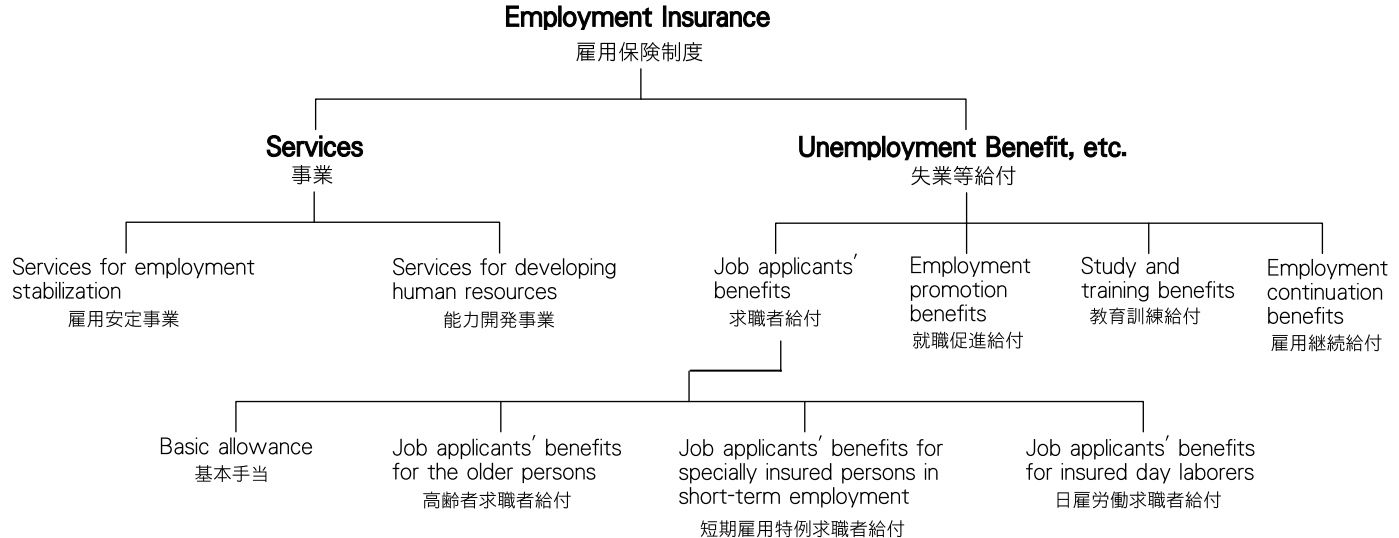 Employment Insurance
雇用保険制度
Services
事業
Unemployment Benefit, etc.
失業等給付
Services for employment
stabilization
雇用安定事業
Services for developing
human resources
能力開発事業
Job applicants' 
benefits
求職者給付
Employment
promotion
benefits
就職促進給付
Study and
training benefits
教育訓練給付
Employment
continuation
benefits
雇用継続給付
Basic allowance
基本手当
Job applicants' benefits
for the older persons
高齢者求職者給付
Job applicants' benefits for
specially insured persons in
short-term employment
短期雇用特例求職者給付
Job applicants' benefits
for insured day laborers
日雇労働求職者給付